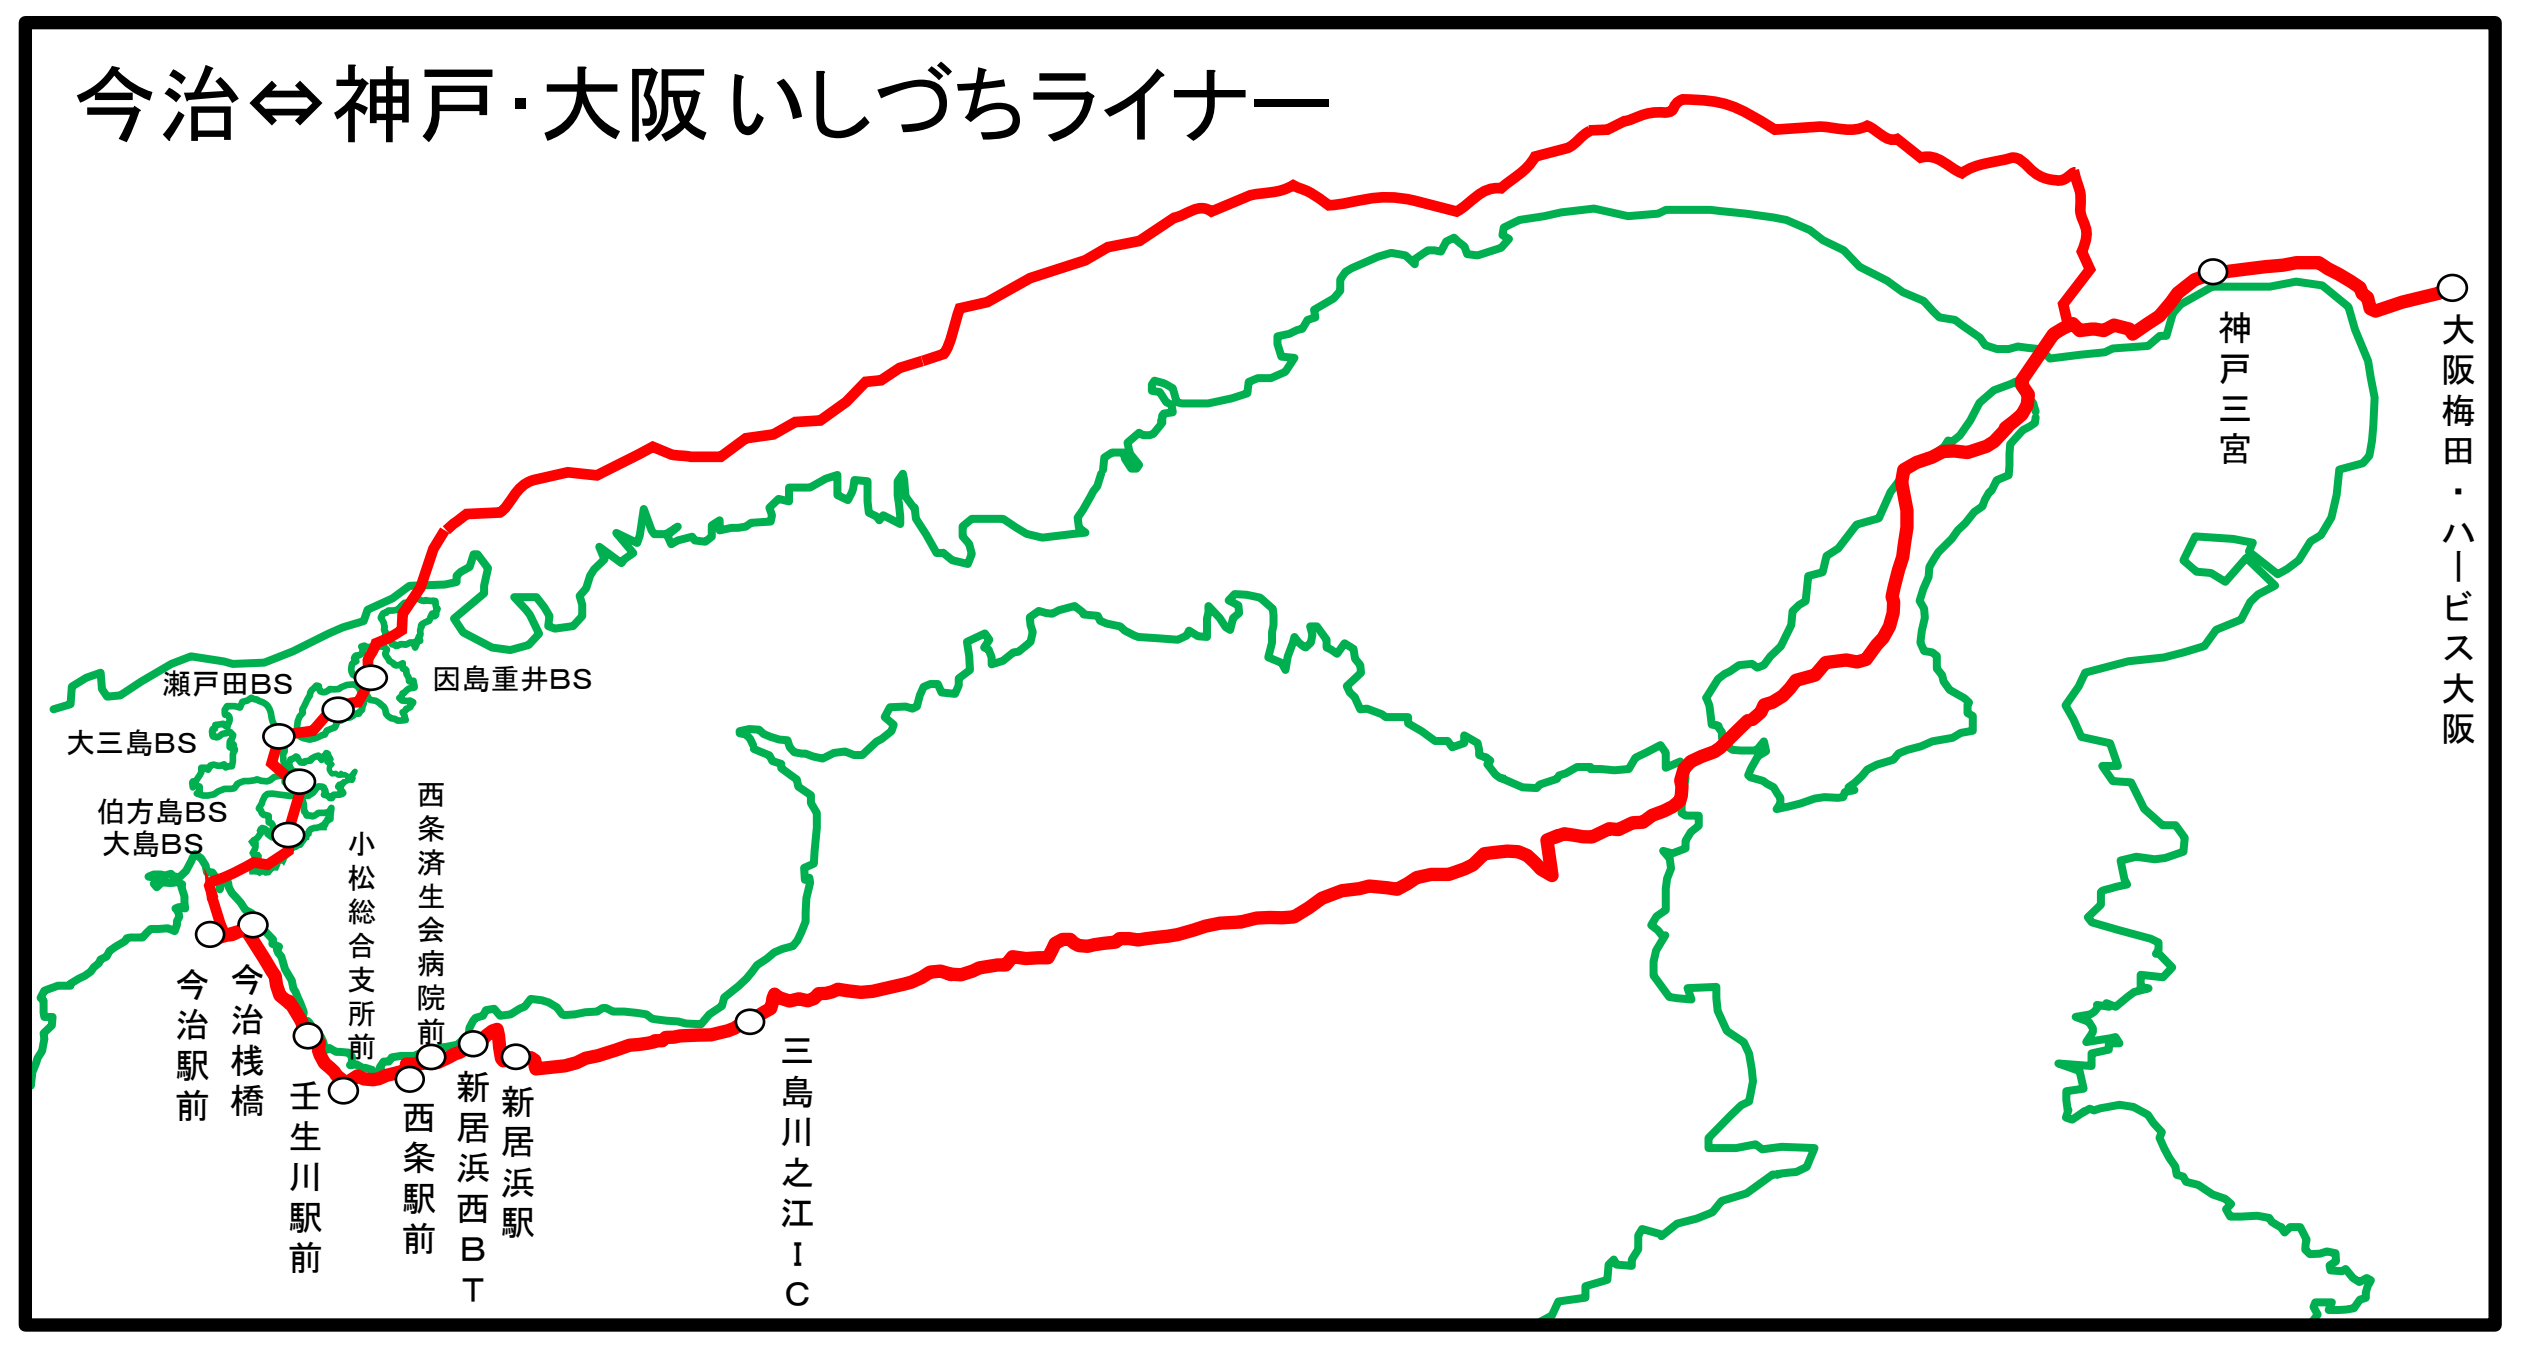 今治⇔神戸・大阪 いしづちライナー
因島重井BS
瀬戸田BS
大三島BS
伯方島BS
大島BS
今治駅前
今治桟橋
壬生川駅前
小松総合支所前
西条駅前
西条済生会病院前
新居浜西BT
新居浜駅
三島川之江IC
神戸三宮
大阪梅田・ハービス大阪